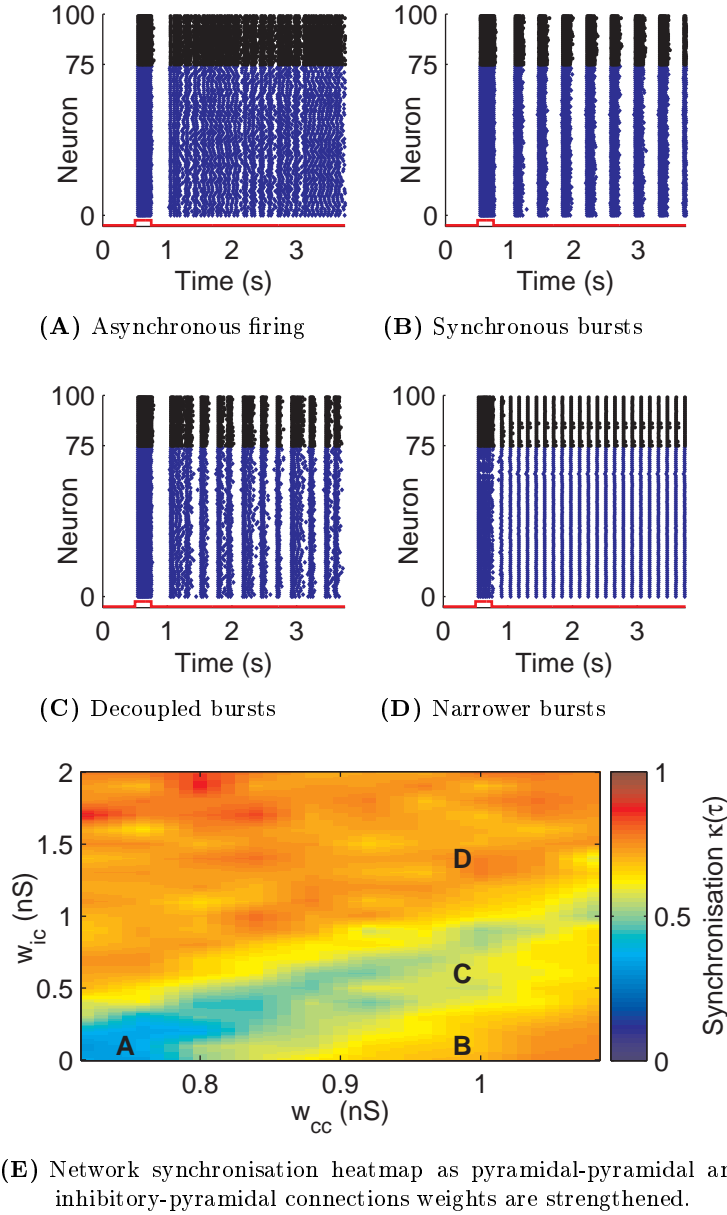 100
75
Neuron
0
0 1 2 3
Time (s)
(A) Asynchronous firing
100
75
Neuron
0
0 1 2 3
Time (s)
(B) Synchronous bursts
100
75
Neuron
0
0 1 2 3
Time (s)
(C) Decoupled bursts
100
75
Neuron
0
0 1 2 3
Time (s)
(D) Narrower bursts
2
1.5
1
0.5
0
w_ic (nS)
A
B
C
D
0.8 0.9 1
w_cc (nS)
1
0.5
0
Synchronisation κ(τ)
(E) Network synchronisation heatmap as pyramidal-pyramidal an
inhibitory-pyramidal connections weights are strengthened.